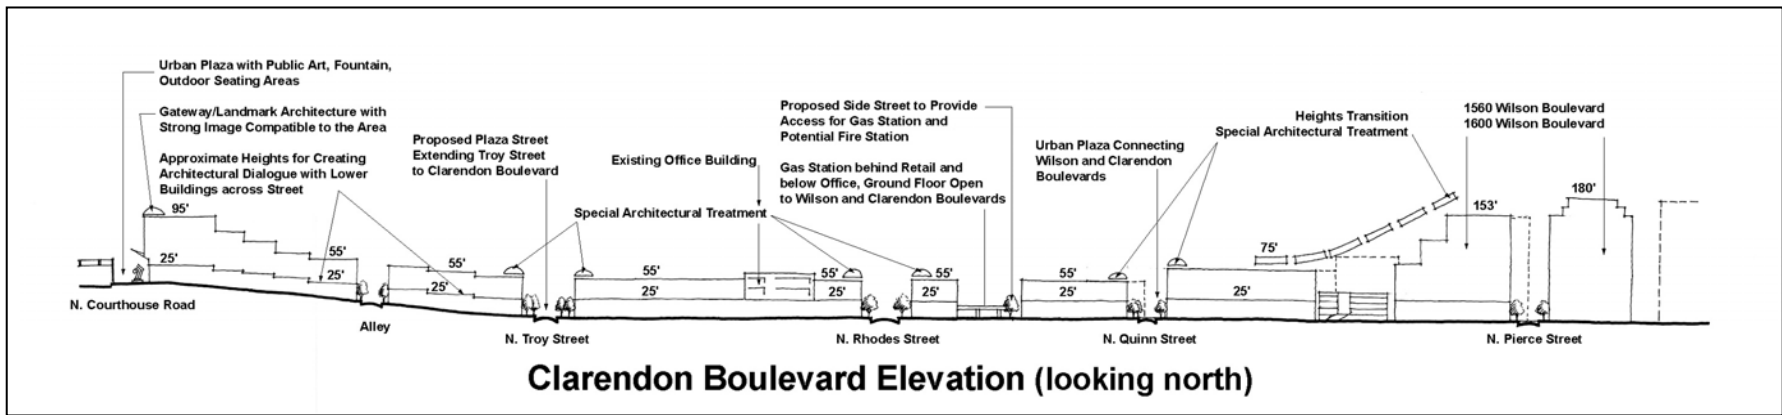 Urban Plaza with Public Art, Fountain,
Outdoor Seating Areas
Gateway/Landmark Architecture with
Strong Image Compatible to the Area
Approximate Heights for Creating
Architectural Dialogue with Lower
Buildings across Street
Proposed Plaza Street
Extending Troy Street
to Clarendon Boulevard
Existing Office Building
Special Architectural Treatment
Proposed Side Street to Provide
Access for Gas Station and
Potential Fire Station
Gas Station behind Retail and
below Office, Ground Floor Open
to Wilson and Clarendon Boulevards
Urban Plaza Connecting
Wilson and Clarendon
Boulevards
Heights Transition
Special Architectural Treatment
1560 Wilson Boulevard
1600 Wilson Boulevard
95'
25'
55'
25'
55'
25'
55'
25'
55'
25'
55'
25'
55'
25'
75'
25'
153'
180'
N. Courthouse Road
Alley
N. Troy Street
N. Rhodes Street
N. Quinn Street
N. Pierce Street
Clarendon Boulevard Elevation (looking north)